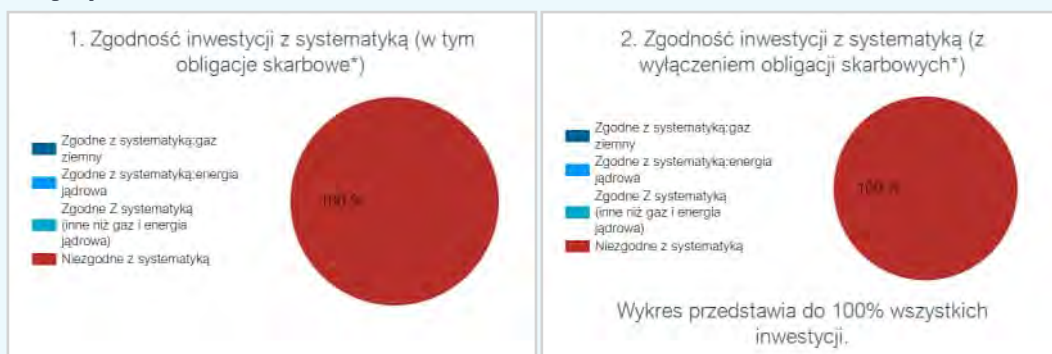 1. Zgodność inwestycji z systematyką (w tym
obligacje skarbowe*)
Zgodne z systematyką:gaz
ziemny
Zgodne z systematyką:energia
jądrowa
Zgodne Z systematyką
(inne niż gaz i energia
jądrowa)
Niezgodne z systematyką
100 %
2. Zgodność inwestycji z systematyką (z
wyłączeniem obligacji skarbowych*)
Zgodne z systematyką:gaz
ziemny
Zgodne z systematyką:energia
jądrowa
Zgodne Z systematyką
(inne niż gaz i energia
jądrowa)
Niezgodne z systematyką
100 %
Wykres przedstawia do 100% wszystkich
inwestycji.